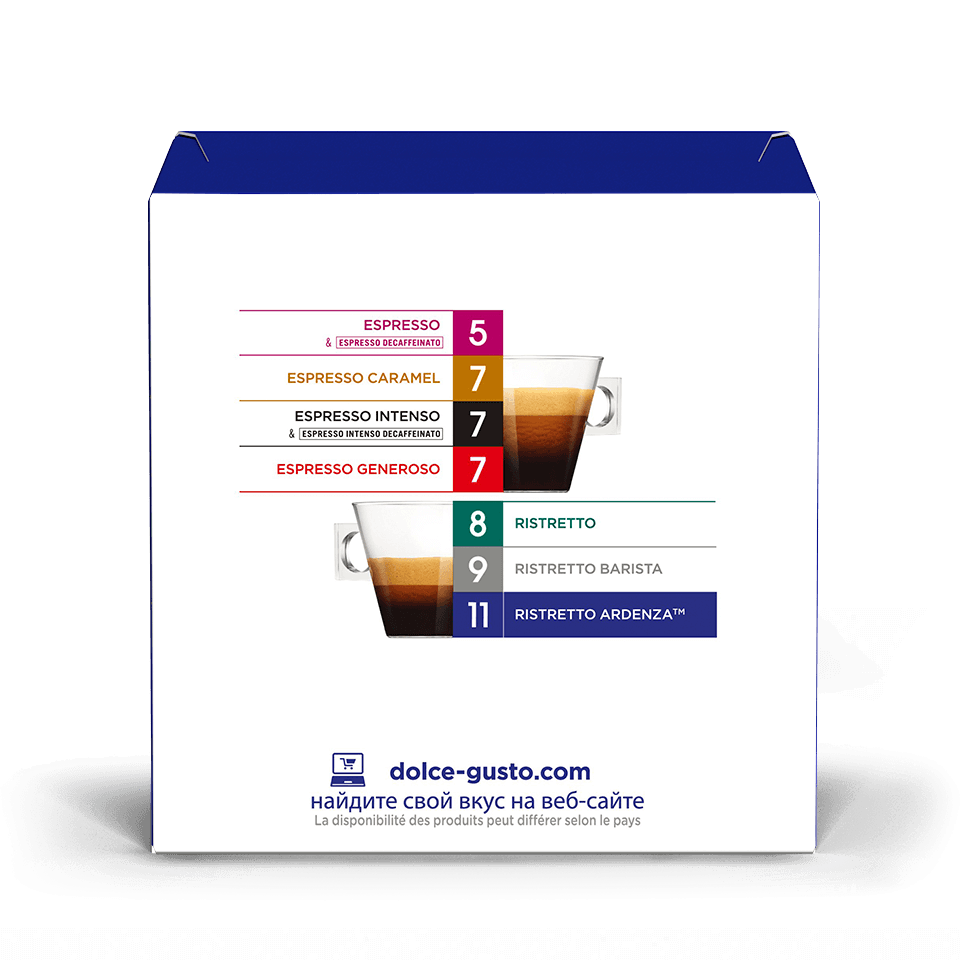 ESPRESSO 5
& ESPRESSO DECAFFEINATO
ESPRESSO CARAMEL 7
ESPRESSO INTENSO 7
& ESPRESSO INTENSO DECAFFEINATO
ESPRESSO GENEROSO 7
8 RISTRETTO
9 RISTRETTO BARISTA
11 RISTRETTO ARDENZA™
dolce-gusto.com
найдите свой вкус на веб-сайте
La disponibilité des produits peut différer selon le pays